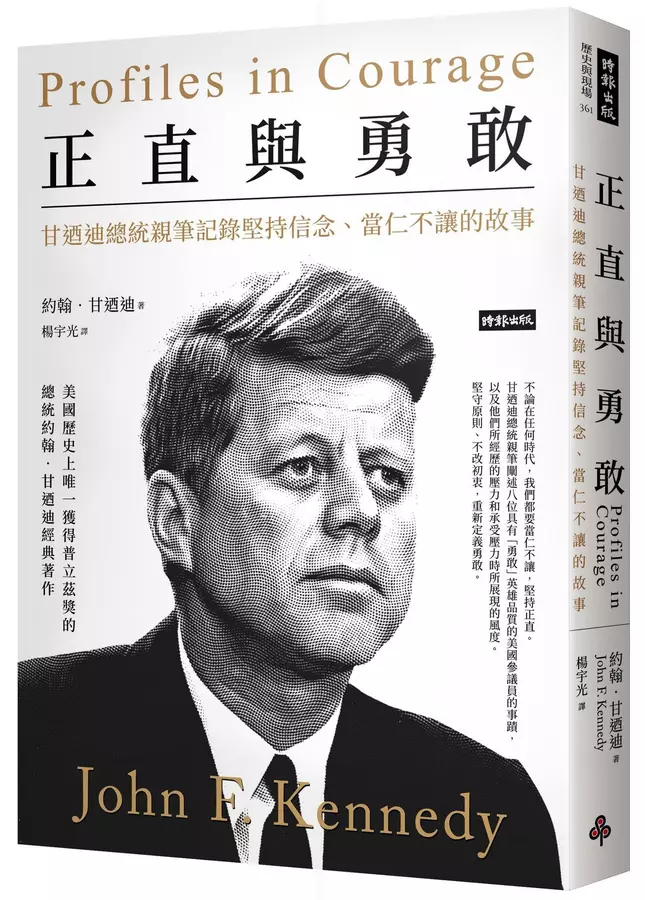 Profiles in Courage
正直與勇敢
甘迺迪總統親筆記錄堅持信念、當仁不讓的故事
約翰.甘迺迪 著
楊宇光 譯
時報出版
不論在任何時代，我們都要當仁不讓，堅持正直。
甘迺迪總統親筆闡述八位具有「勇敢」英雄品質的美國參議員的事蹟，
以及他們所經歷的壓力和承受壓力時所展現的風度。
堅守原則、不改初衷，重新定義勇敢。
美國歷史上唯一獲得普立茲獎的
總統約翰.甘迺迪經典著作
John F. Kennedy
時報出版
歷史與現場 361
正直與勇敢
Profiles in
Courage
甘迺迪總統親筆記錄堅持信念、當仁不讓的故事
約翰.甘迺迪 著
John F. Kennedy
楊宇光 譯